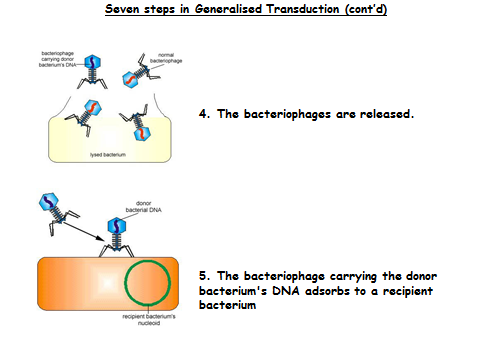 Seven steps in Generalised Transduction (cont'd)
bacteriophage
carrying donor
bacterium's DNA
normal
bacteriophage
lysed bacterium
4. The bacteriophages are released.
donor
bacterial DNA
recipient bacterium's
nucleoid
5. The bacteriophage carrying the donor
bacterium's DNA adsorbs to a recipient
bacterium